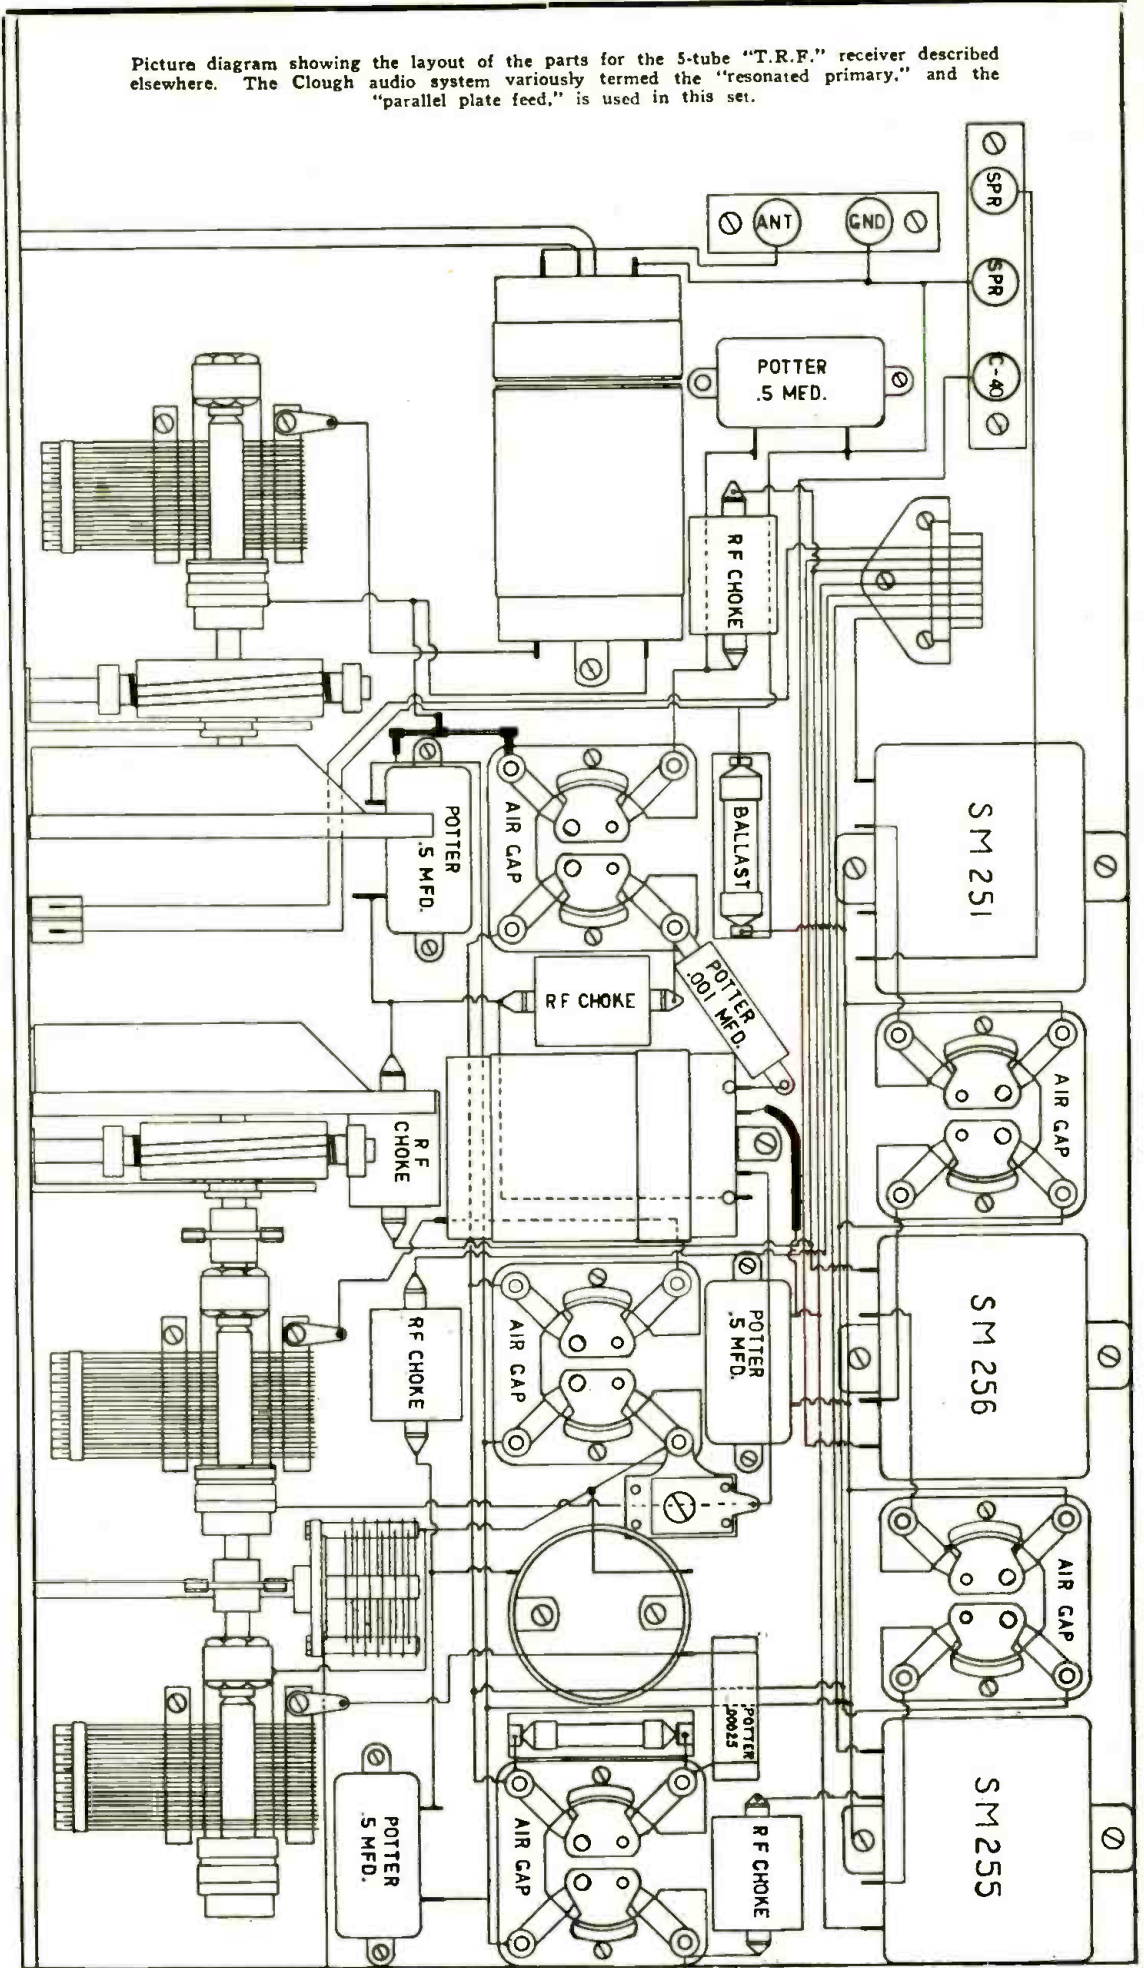 Picture diagram showing the layout of the parts for the 5-tube “T.R.F.” receiver described
elsewhere. The Clough audio system variously termed the “resonated primary,” and the
“parallel plate feed,” is used in this set.
SPR
ANT
GND
SPR
C-40
POTTER
.5 MFD.
RF CHOKE
SM 251
AIR GAP
BALLAST
POTTER
.5 MFD.
RF CHOKE
POTTER
.001 MFD.
AIR GAP
RF
CHOKE
SM 256
AIR GAP
POTTER
.5 MFD.
RF CHOKE
AIR GAP
POTTER
.00025
SM 255
POTTER
.5 MFD.
AIR GAP
RF CHOKE